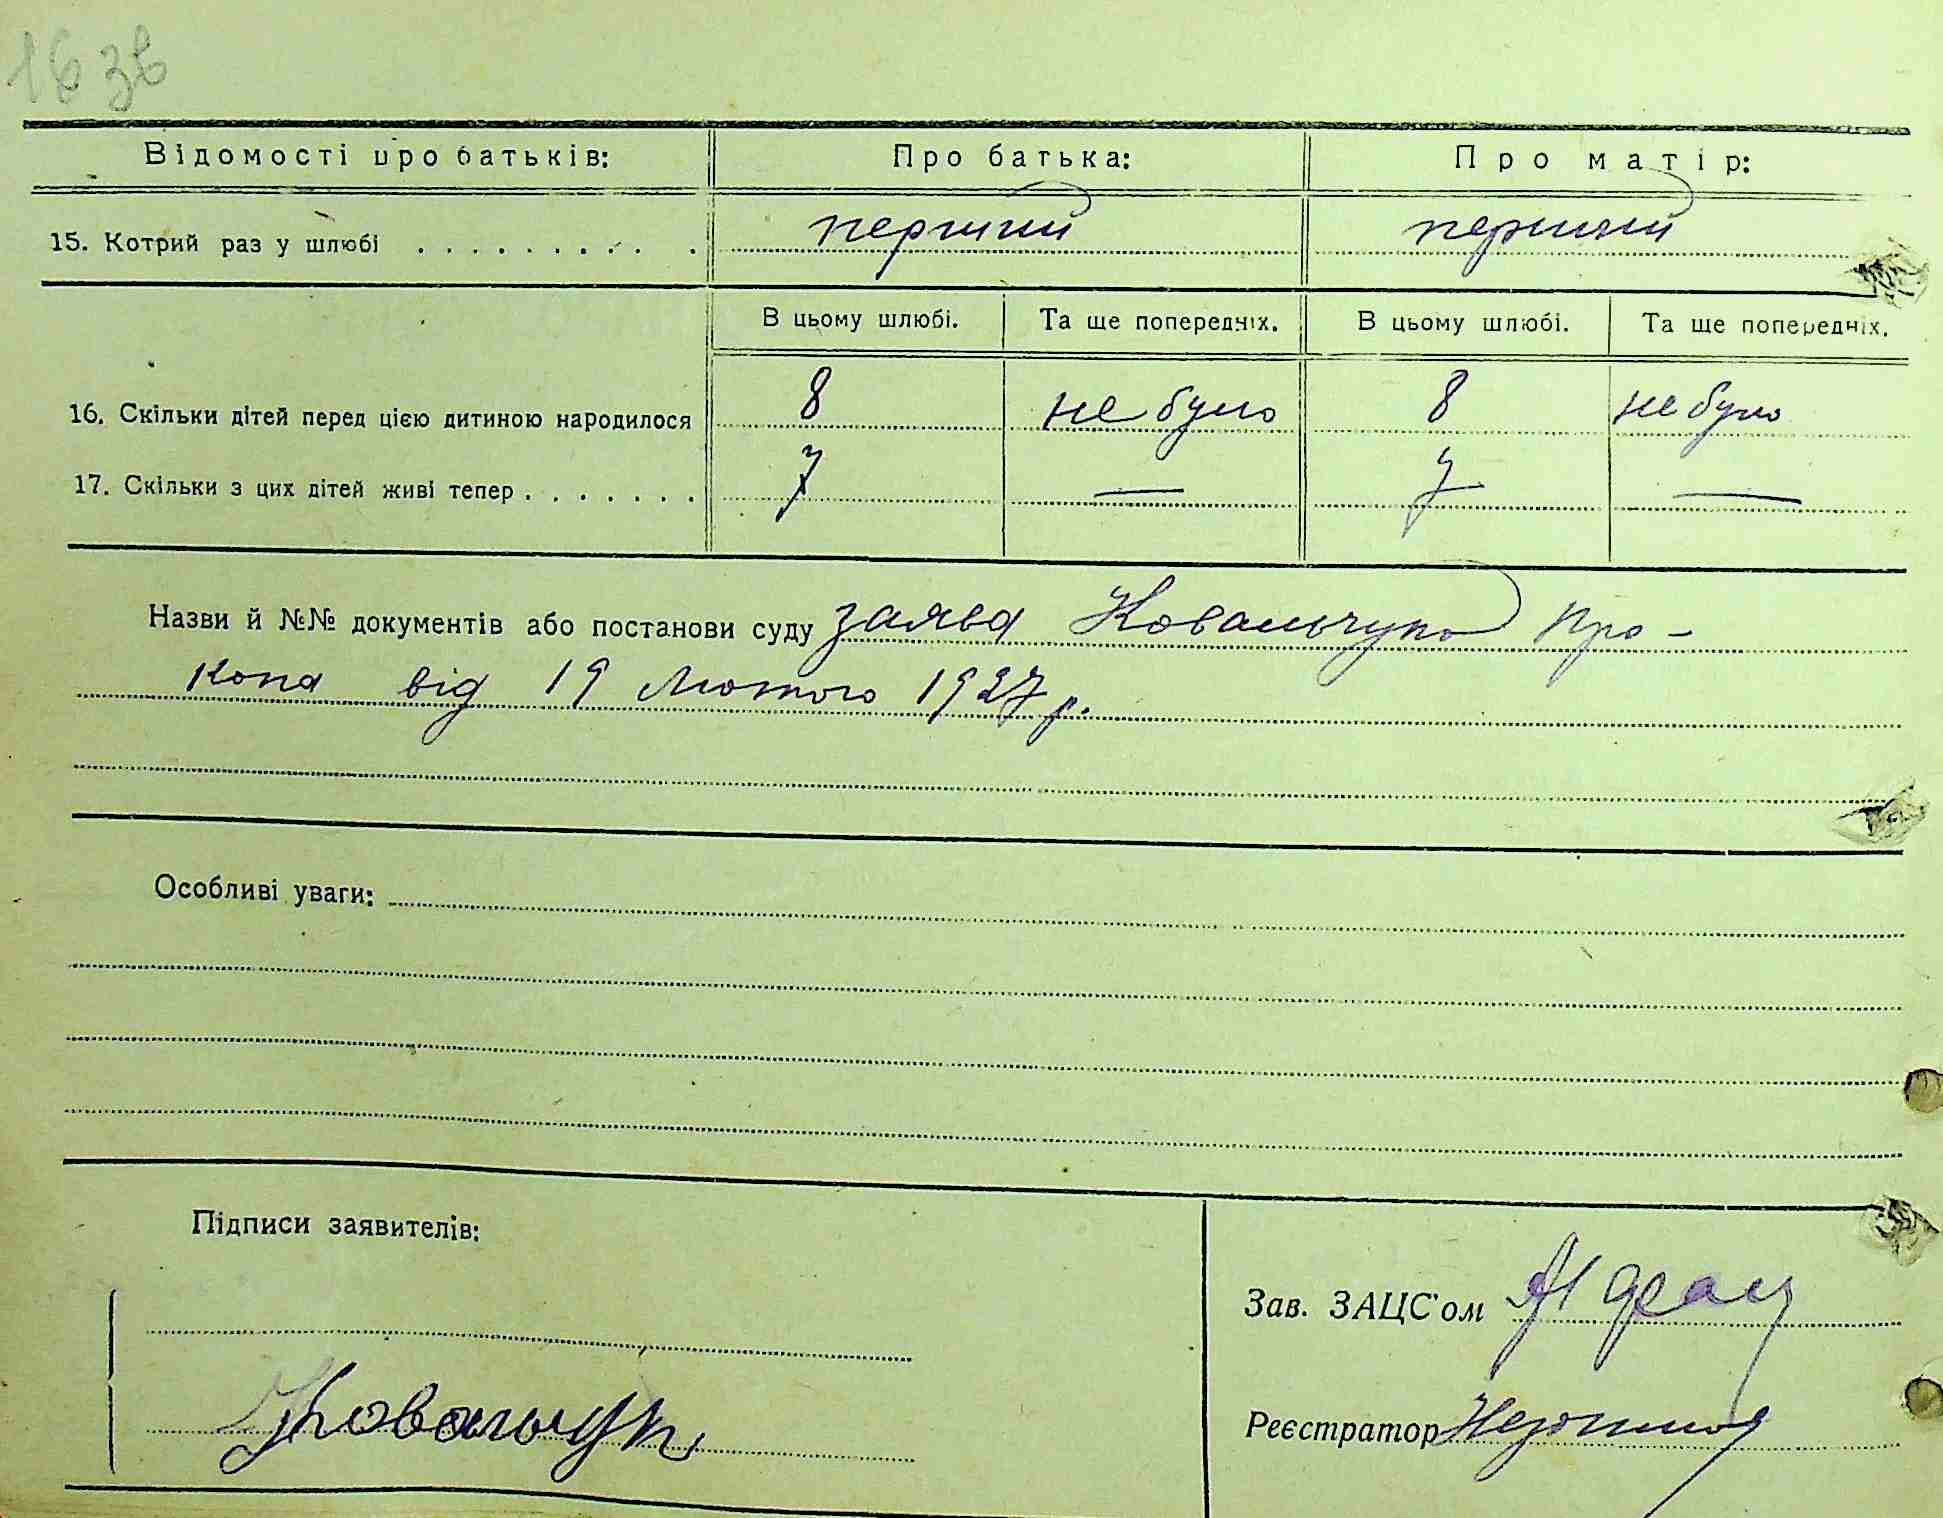 16 зв
Відомості про батьків: Про батька: Про матір:
15. Котрий раз у шлюбі . . . . . . . . . . перший перший
В цьому шлюбі. Та ще попередніх. В цьому шлюбі. Та ще попередніх.
16. Скільки дітей перед цією дитиною народилося 8 не було 8 не було
17. Скільки з цих дітей живі тепер . . . . . . . 7 — 7 —
Назви й №№ документів або постанови суду заява Ковальчука Про-
копа від 19 лютого 1927 р.
Особливі уваги:
Підписи заявителів:
Зав. ЗАЦС'ом
Ковальчук
Реєстратор